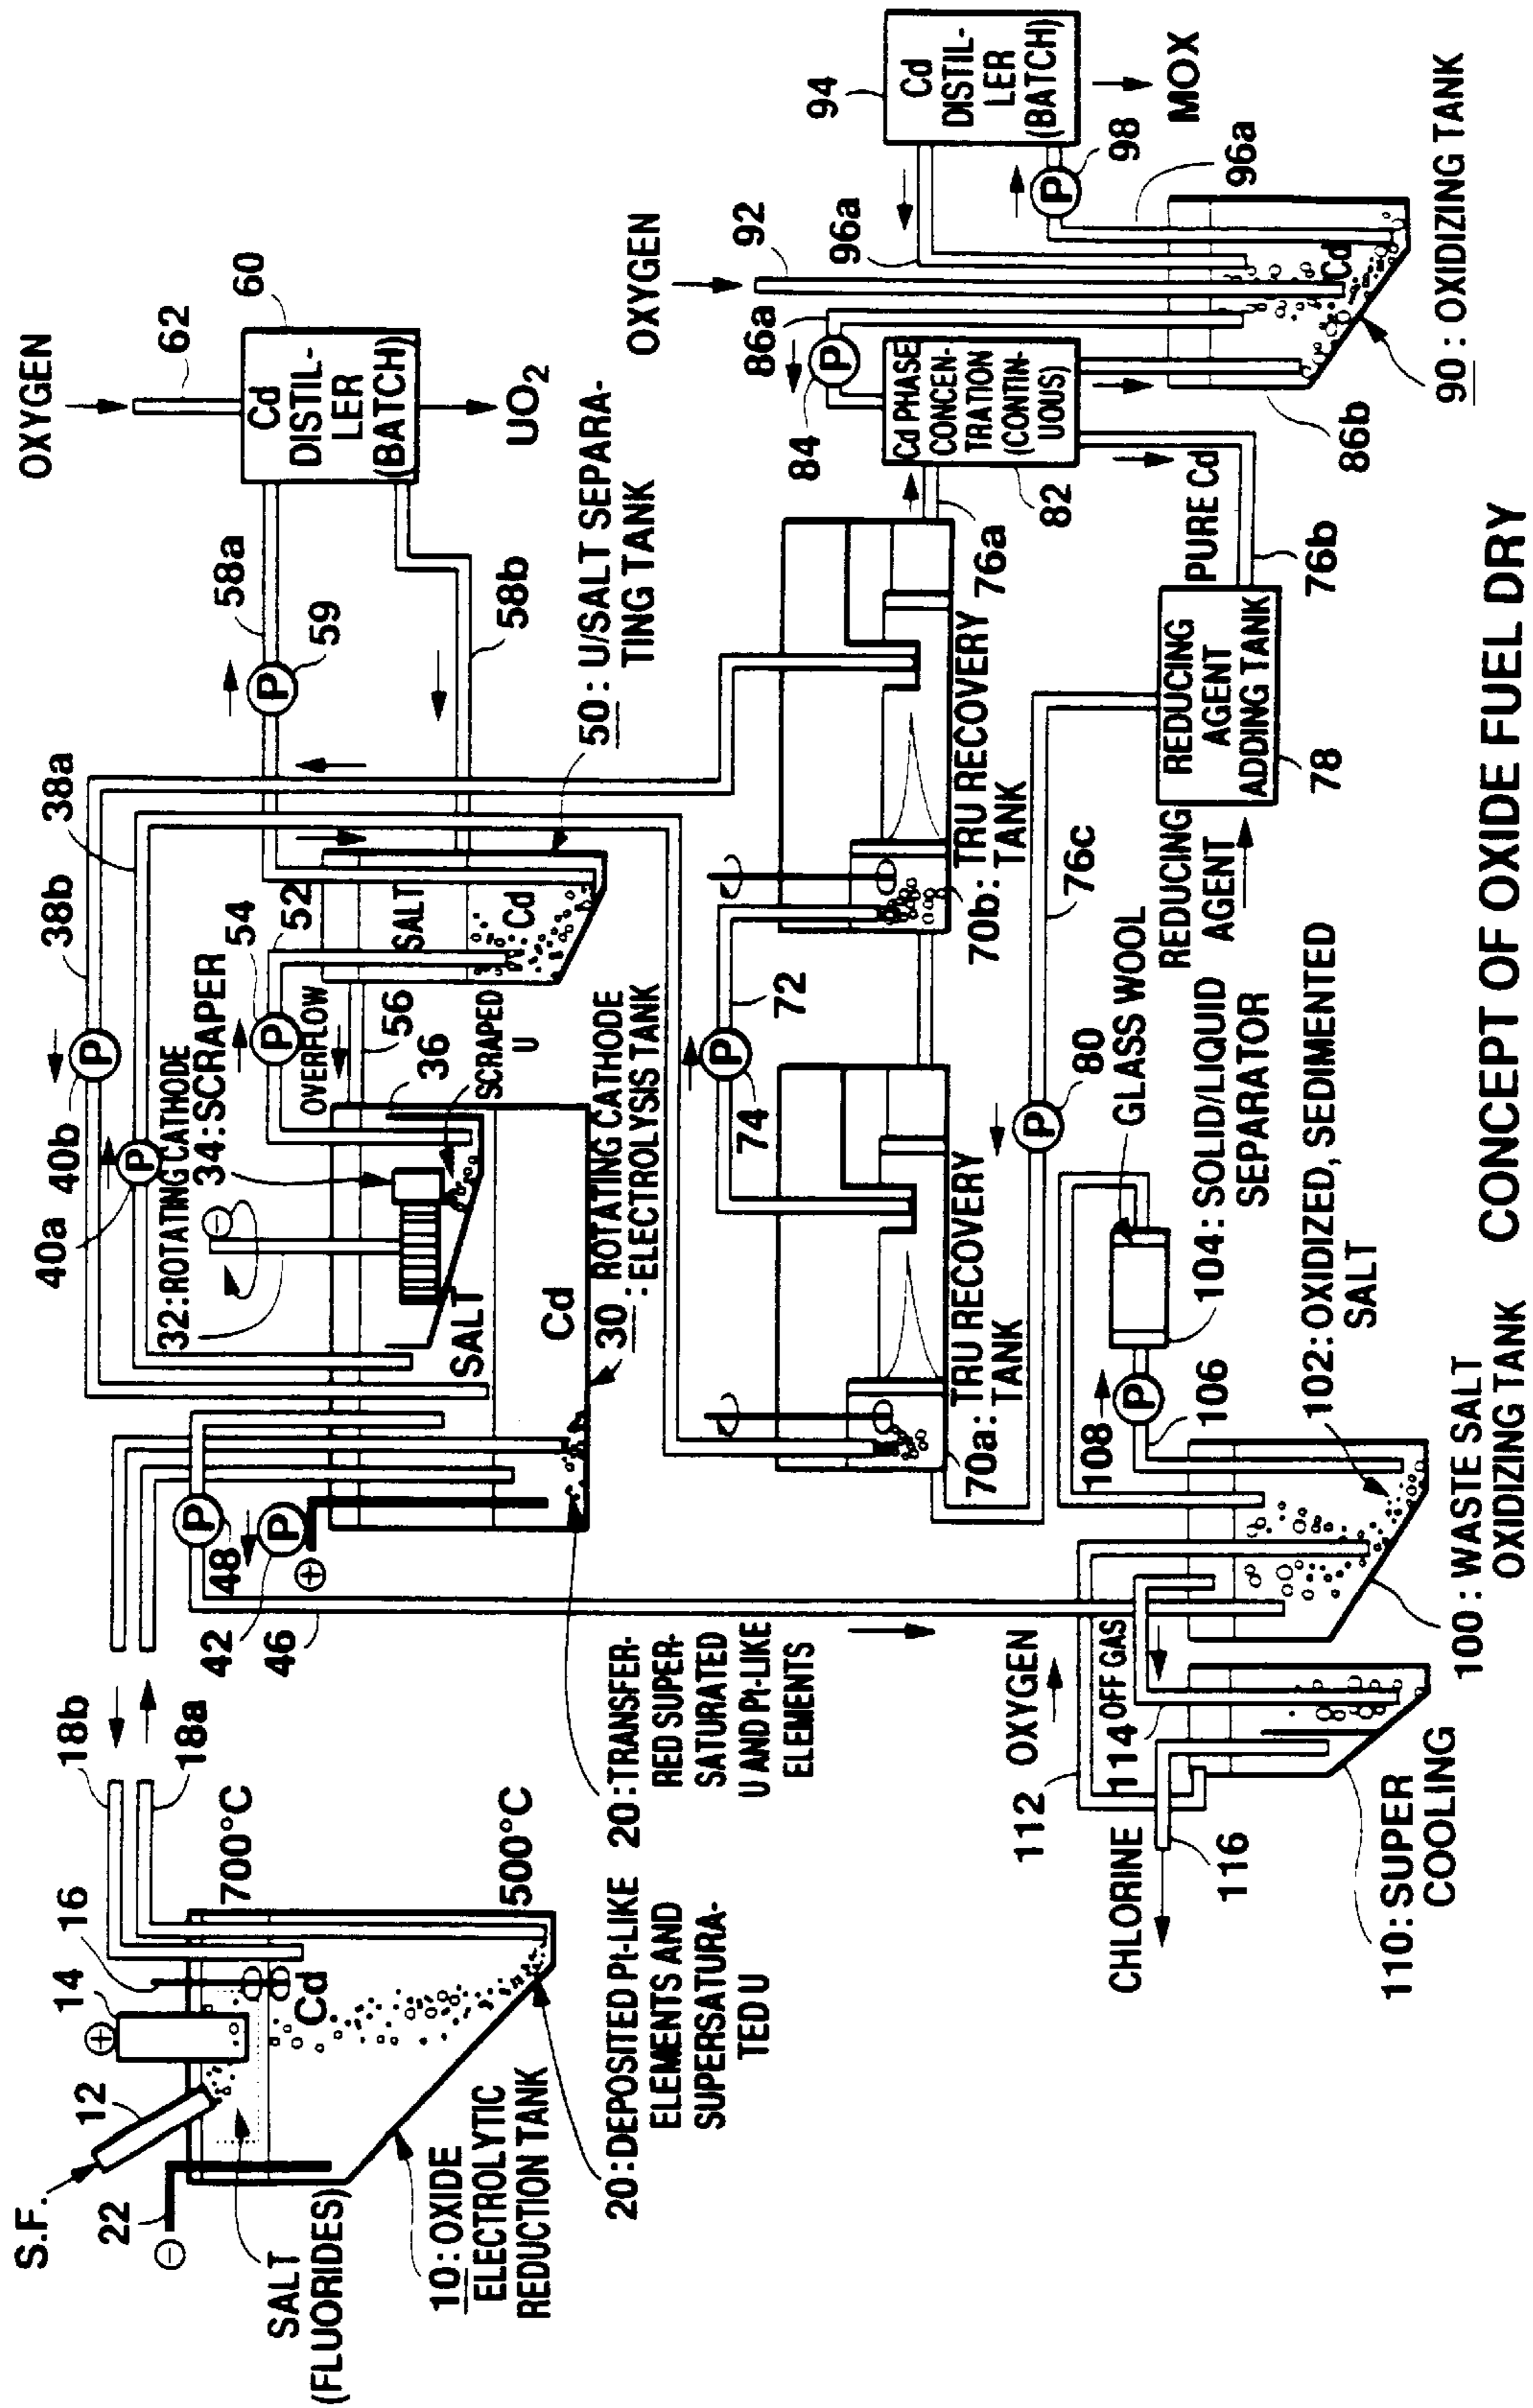 S.F.
12
14
16
18b
18a
22
SALT
(FLUORIDES)
700°C
500°C
Cd
10: OXIDE
ELECTROLYTIC
REDUCTION TANK
20: DEPOSITED Pt-LIKE
ELEMENTS AND
SUPERSATURA-
TED U
20: TRANSFER-
RED SUPER-
SATURATED
U AND Pt-LIKE
ELEMENTS
40a
40b
38b
38a
P
P
32: ROTATING CATHODE
34: SCRAPER
54
52
P
OVERFLOW
56
36
SCRAPED
U
SALT
Cd
30: ROTATING CATHODE
ELECTROLYSIS TANK
P
48
P
42
46
SALT
Cd
50: U/SALT SEPARA-
TING TANK
58a
P
59
58b
OXYGEN
62
60
Cd
DISTIL-
LER
(BATCH)
UO2
P
74
72
70a: TRU RECOVERY
TANK
70b: TRU RECOVERY
TANK
76a
Cd PHASE
CONCEN-
TRATION
(CONTIN-
UOUS)
82
84
P
86a
86b
OXYGEN
92
96a
96a
94
Cd
DISTIL-
LER
(BATCH)
P
98
MOX
Cd
90: OXIDIZING TANK
PURE Cd
76b
REDUCING
AGENT
ADDING TANK
78
REDUCING
AGENT
76c
P
80
GLASS WOOL
104: SOLID/LIQUID
SEPARATOR
P
108
106
102: OXIDIZED, SEDIMENTED
SALT
100: WASTE SALT
OXIDIZING TANK
112
OXYGEN
OFF GAS
114
CHLORINE
116
110: SUPER
COOLING
CONCEPT OF OXIDE FUEL DRY